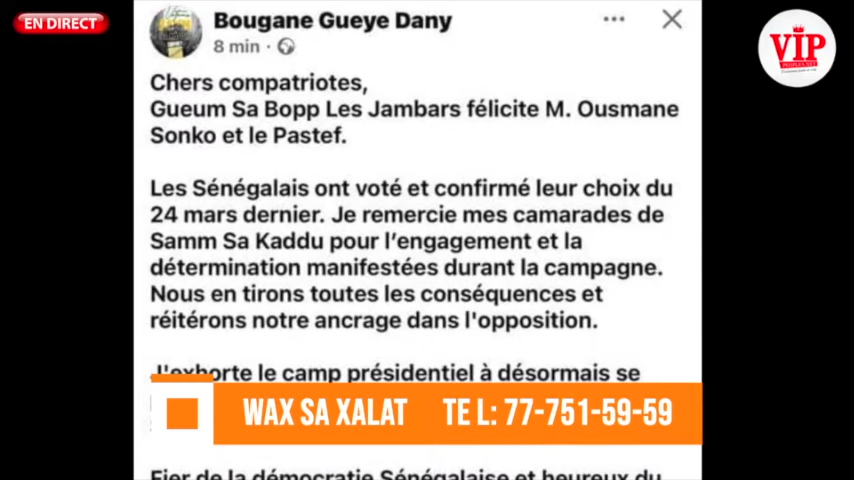 EN DIRECT
Bougane Gueye Dany
8 min ·
VIP
Chers compatriotes,
Gueum Sa Bopp Les Jambars félicite M. Ousmane
Sonko et le Pastef.
Les Sénégalais ont voté et confirmé leur choix du
24 mars dernier. Je remercie mes camarades de
Samm Sa Kaddu pour l'engagement et la
détermination manifestées durant la campagne.
Nous en tirons toutes les conséquences et
réitérons notre ancrage dans l'opposition.
J'exhorte le camp présidentiel à désormais se
WAX SA XALAT TEL: 77-751-59-59
Fier de la démocratie Sénégalaise et heureux du